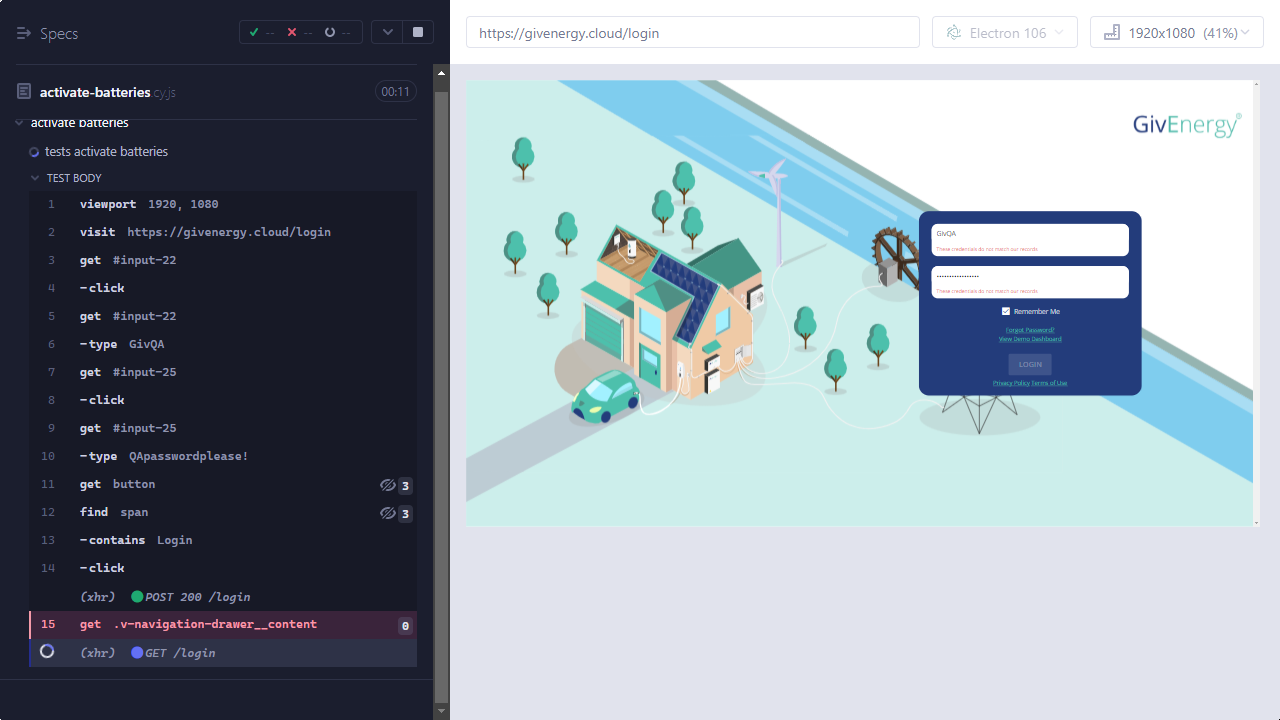 Specs
-- -- --
https://givenergy.cloud/login
Electron 106
1920x1080 (41%)
activate-batteries.cy.js
00:11
activate batteries
tests activate batteries
TEST BODY
1 viewport 1920, 1080
2 visit https://givenergy.cloud/login
3 get #input-22
4 -click
5 get #input-22
6 -type GivQA
7 get #input-25
8 -click
9 get #input-25
10 -type QApasswordplease!
11 get button 3
12 find span 3
13 -contains Login
14 -click
(xhr) POST 200 /login
15 get .v-navigation-drawer__content 0
(xhr) GET /login
GivEnergy®
GivQA
These credentials do not match our records.
These credentials do not match our records.
Remember Me
Forgot Password?
View Demo Dashboard
LOGIN
Privacy Policy Terms of Use